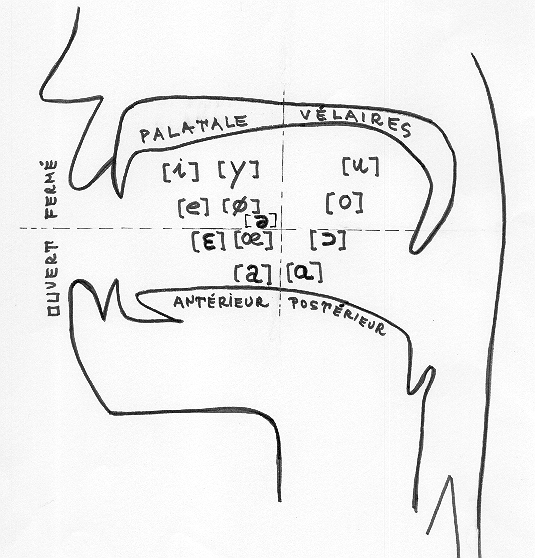 PALATALE VÉLAIRES
[i] [y] [u]
[e] [ø] [o]
[ə]
[ɛ] [œ] [ɔ]
[a] [ɑ]
ANTÉRIEUR POSTÉRIEUR
FERMÉ
OUVERT